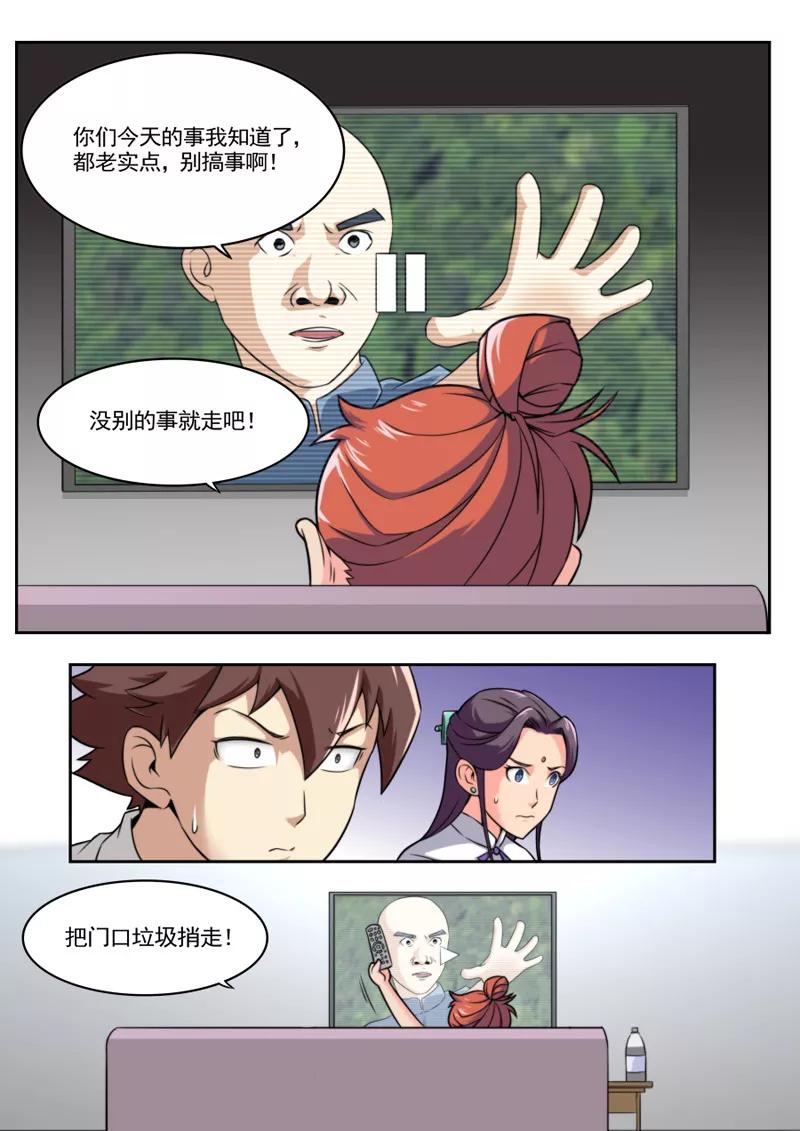 你们今天的事我知道了，
都老实点，别搞事啊！
没别的事就走吧！
把门口垃圾捎走！